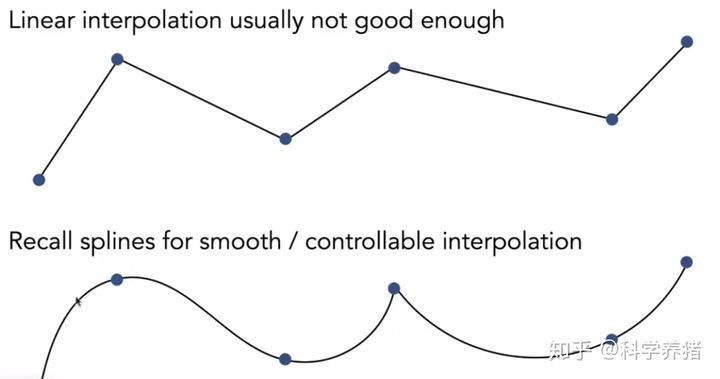 Linear interpolation usually not good enough
Recall splines for smooth / controllable interpolation
知乎 @科学养猪